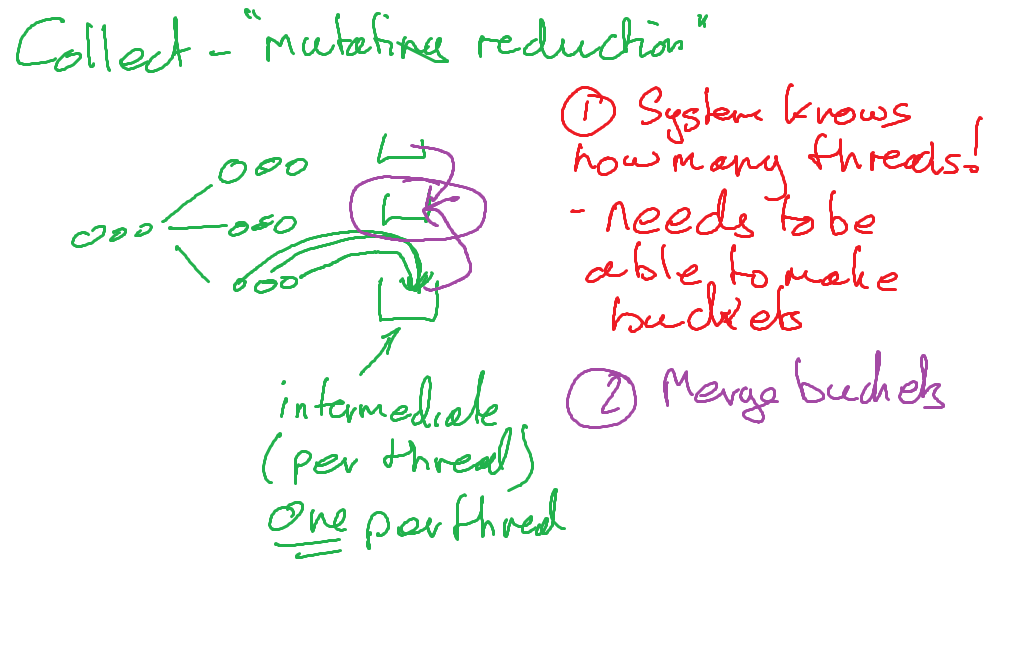 Collect - "mutating reduction"
① System knows
how many threads!
- needs to be
able to make
buckets
② Merge buckets
intermediate
(per thread)
One per thread